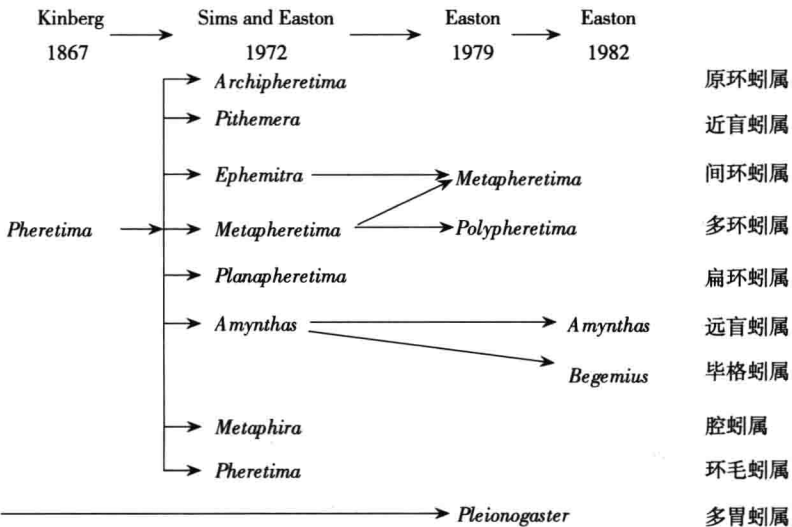 Kinberg Sims and Easton Easton Easton
1867 1972 1979 1982
Archipheretima 原环蚓属
Pithemera 近盲蚓属
Ephemitra Metapheretima 间环蚓属
Pheretima Metapheretima Polypheretima 多环蚓属
Planapheretima 扁环蚓属
Amynthas Amynthas 远盲蚓属
Begemius 毕格蚓属
Metaphira 腔蚓属
Pheretima 环毛蚓属
Pleionogaster 多胃蚓属